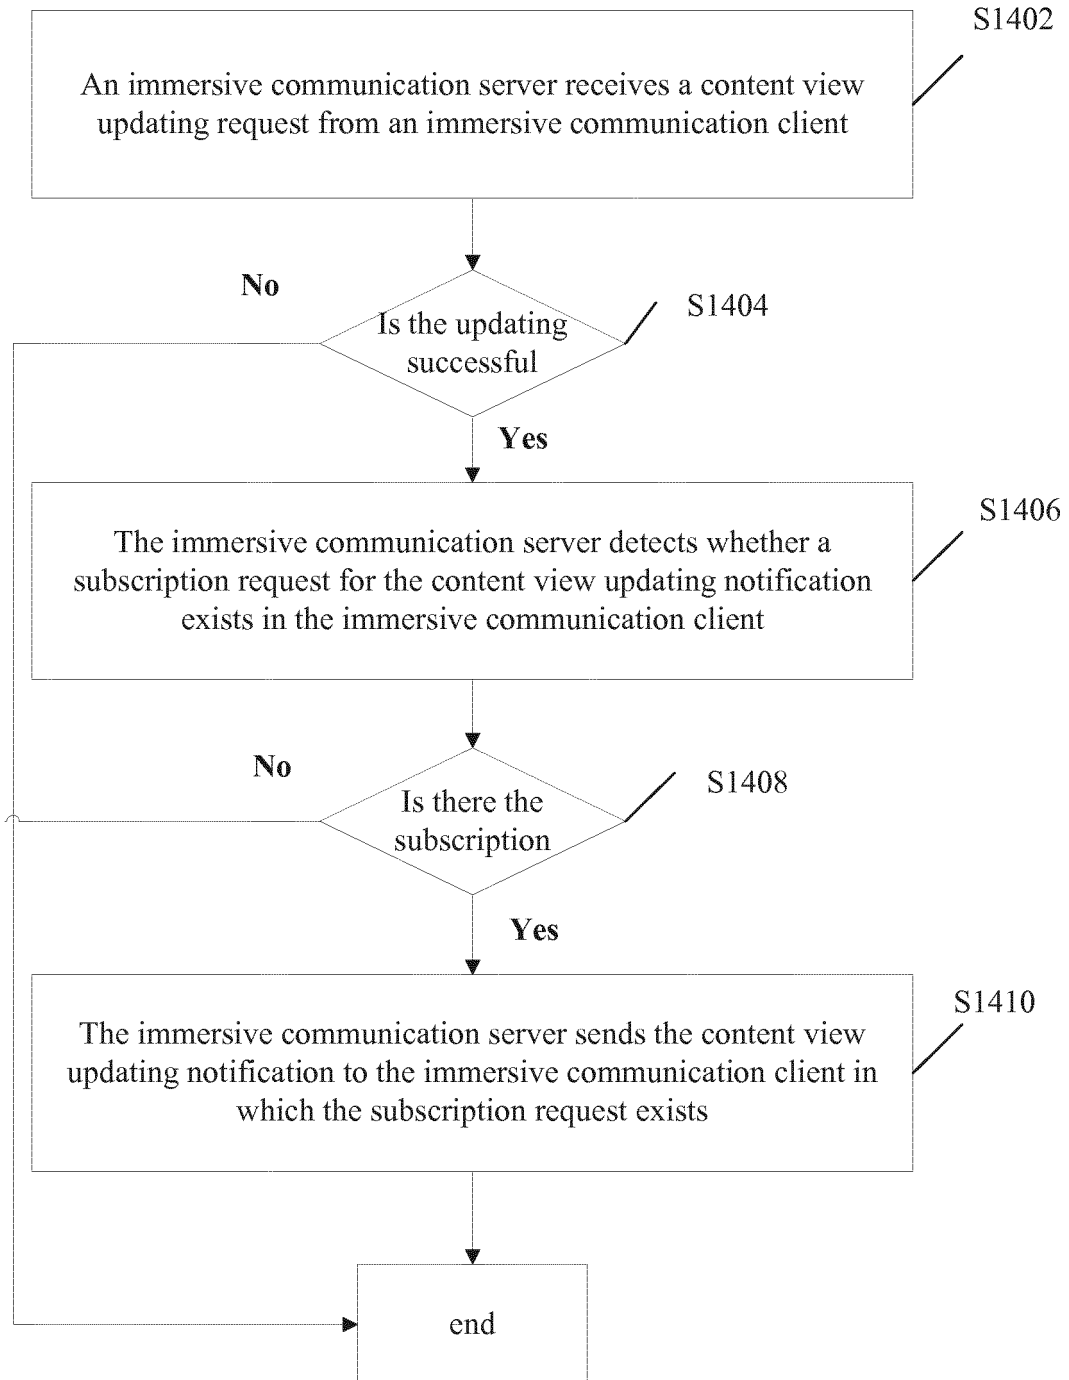 S1402
An immersive communication server receives a content view
updating request from an immersive communication client
No
S1404
Is the updating
successful
Yes
S1406
The immersive communication server detects whether a
subscription request for the content view updating notification
exists in the immersive communication client
No
S1408
Is there the
subscription
Yes
S1410
The immersive communication server sends the content view
updating notification to the immersive communication client in
which the subscription request exists
end